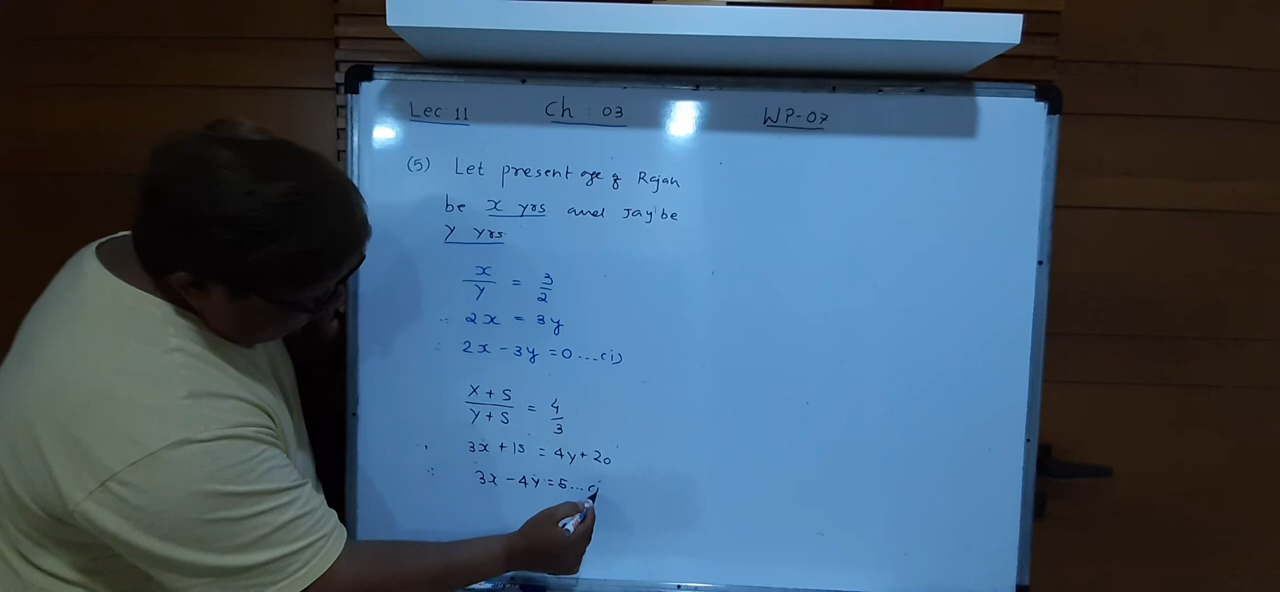 Lec 11 Ch : 03 WP-07
(5) Let present age of Rajan
be x yrs and Jay be
y yrs
x/y = 3/2
∴ 2x = 3y
∴ 2x - 3y = 0 ...(i)
x + 5/y + 5 = 4/3
3x + 15 = 4y + 20
∴ 3x - 4y = 5 ...(i